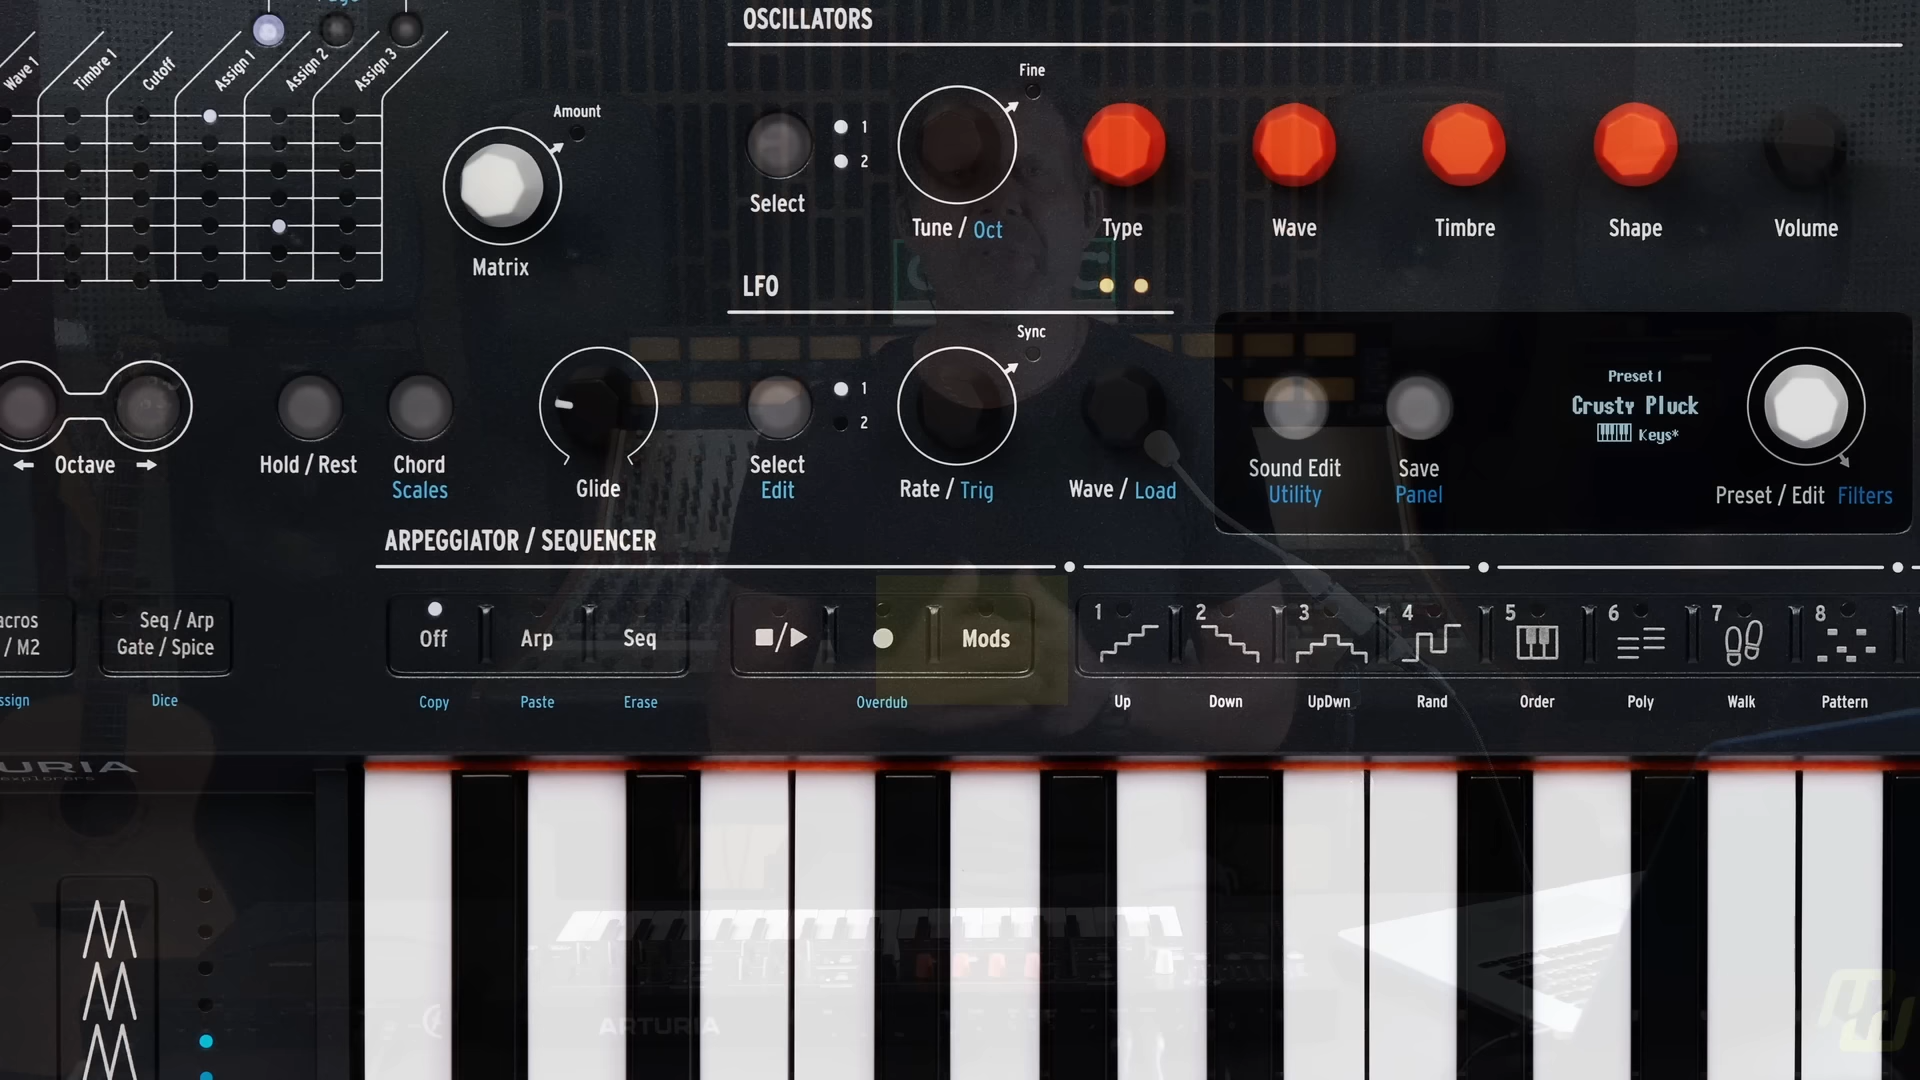 OSCILLATORS
Wave 1
Timbre 1
Cutoff
Assign 1
Assign 2
Assign 3
Amount
Matrix
Select
1
2
Fine
Tune / Oct
Type
Wave
Timbre
Shape
Volume
LFO
Octave
Hold / Rest
Chord
Scales
Glide
Select
Edit
1
2
Sync
Rate / Trig
Wave / Load
Sound Edit
Utility
Save
Panel
Preset 1
Crusty Pluck
Keys*
Preset / Edit Filters
ARPEGGIATOR / SEQUENCER
/ M2
Seq / Arp
Gate / Spice
Dice
Off
Arp
Seq
Copy
Paste
Erase
Mods
Overdub
1
2
3
4
5
6
7
8
Up
Down
UpDwn
Rand
Order
Poly
Walk
Pattern
URIA
ARTURIA